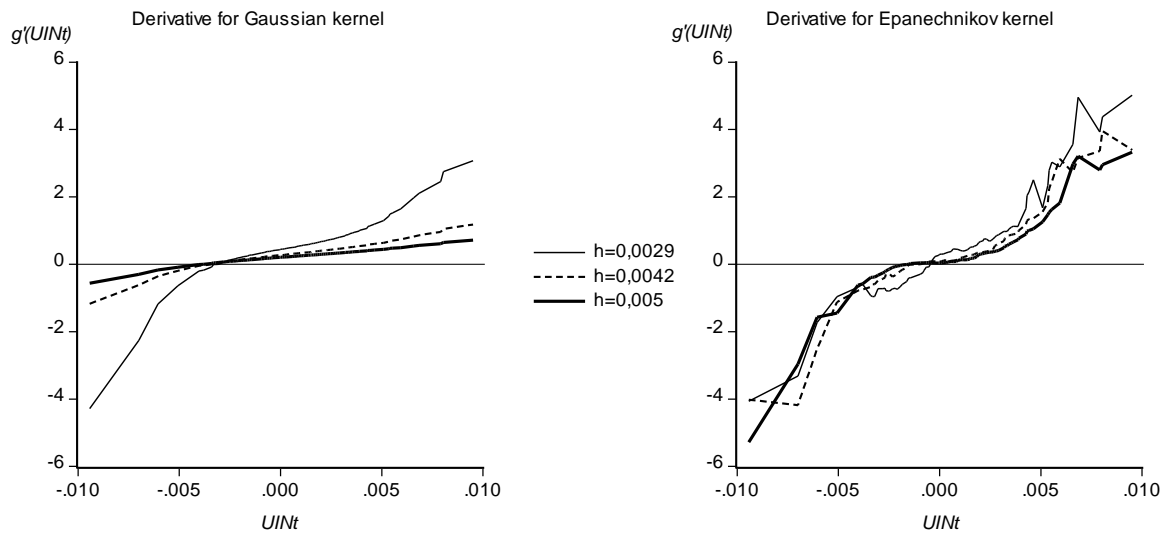 Derivative for Gaussian kernel
g'(UINt)
6
4
2
0
-2
-4
-6
-.010 -.005 .000 .005 .010
UINt
h=0,0029
h=0,0042
h=0,005
Derivative for Epanechnikov kernel
g'(UINt)
6
4
2
0
-2
-4
-6
-.010 -.005 .000 .005 .010
UINt